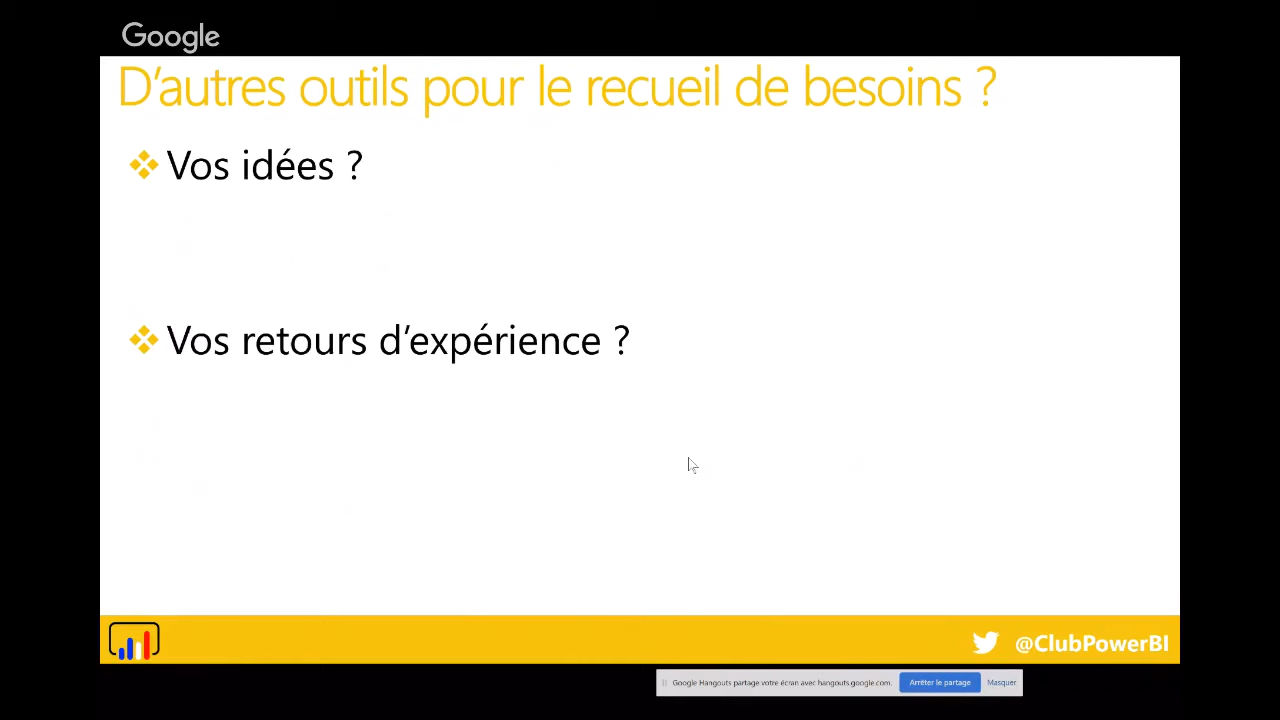 Google
D'autres outils pour le recueil de besoins ?
Vos idées ?
Vos retours d'expérience ?
@ClubPowerBI
Google Hangouts partage votre écran avec hangouts.google.com.
Arrêter le partage
Masquer